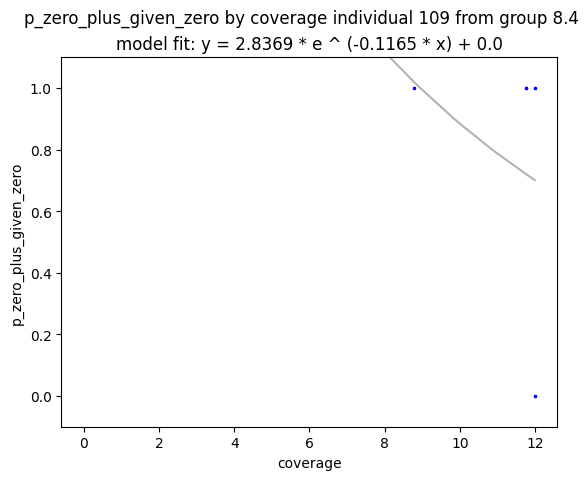 p_zero_plus_given_zero by coverage individual 109 from group 8.4
model fit: y = 2.8369 * e ^ (-0.1165 * x) + 0.0
1.0
0.8
0.6
0.4
0.2
0.0
p_zero_plus_given_zero
0 2 4 6 8 10 12
coverage